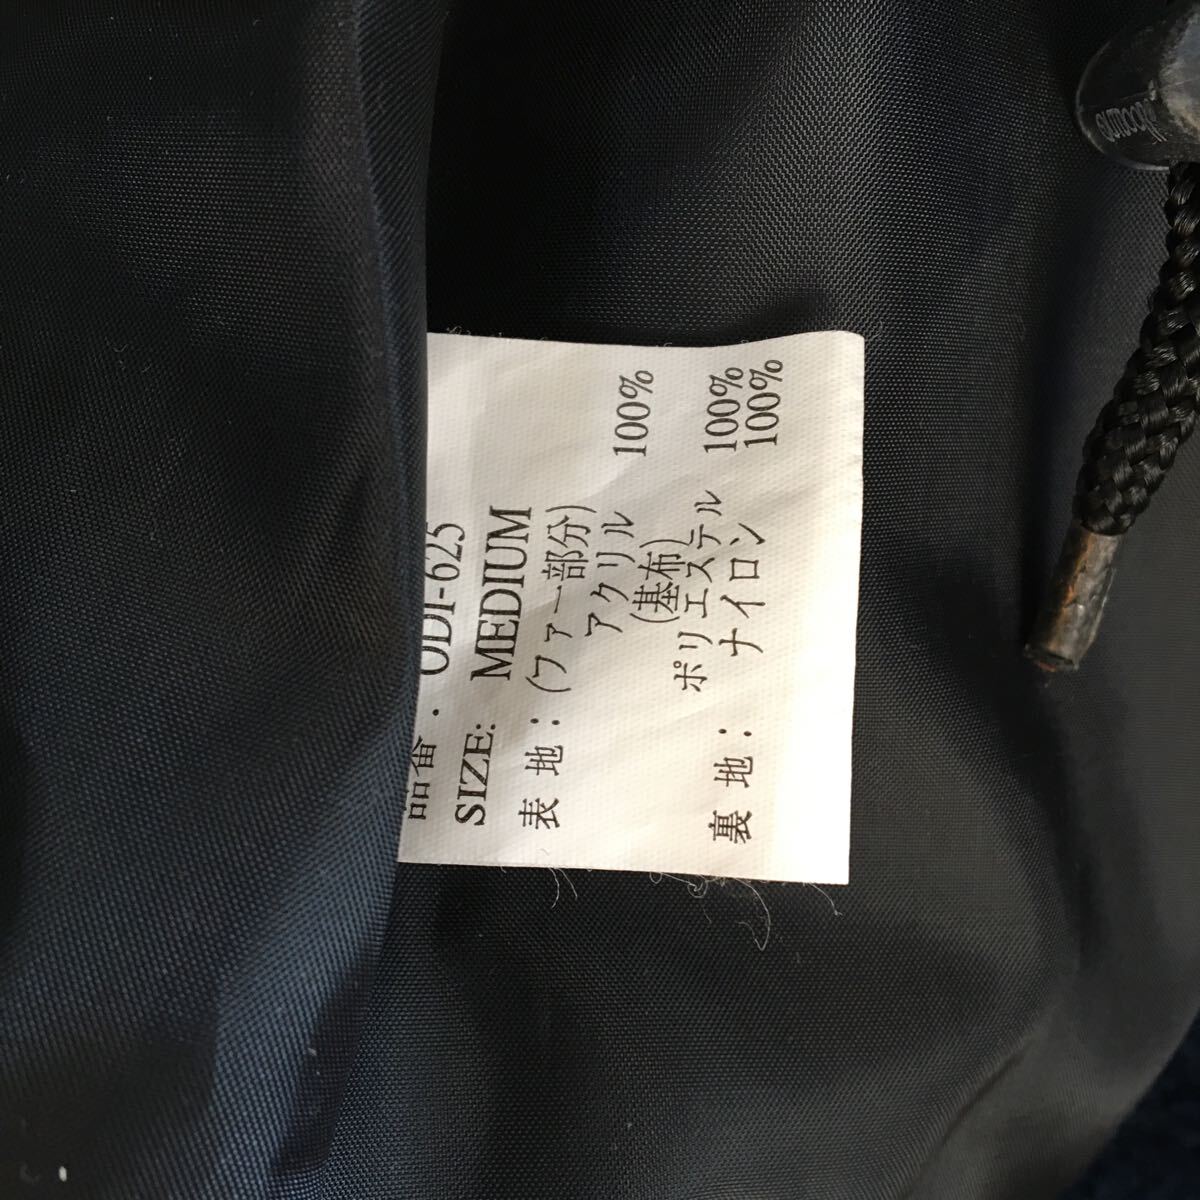 品番: ODI-625
SIZE: MEDIUM
表 地: (ファー部分)
アクリル 100%
(基布)
ポリエステル 100%
裏 地: ナイロン 100%
OUTDOOR